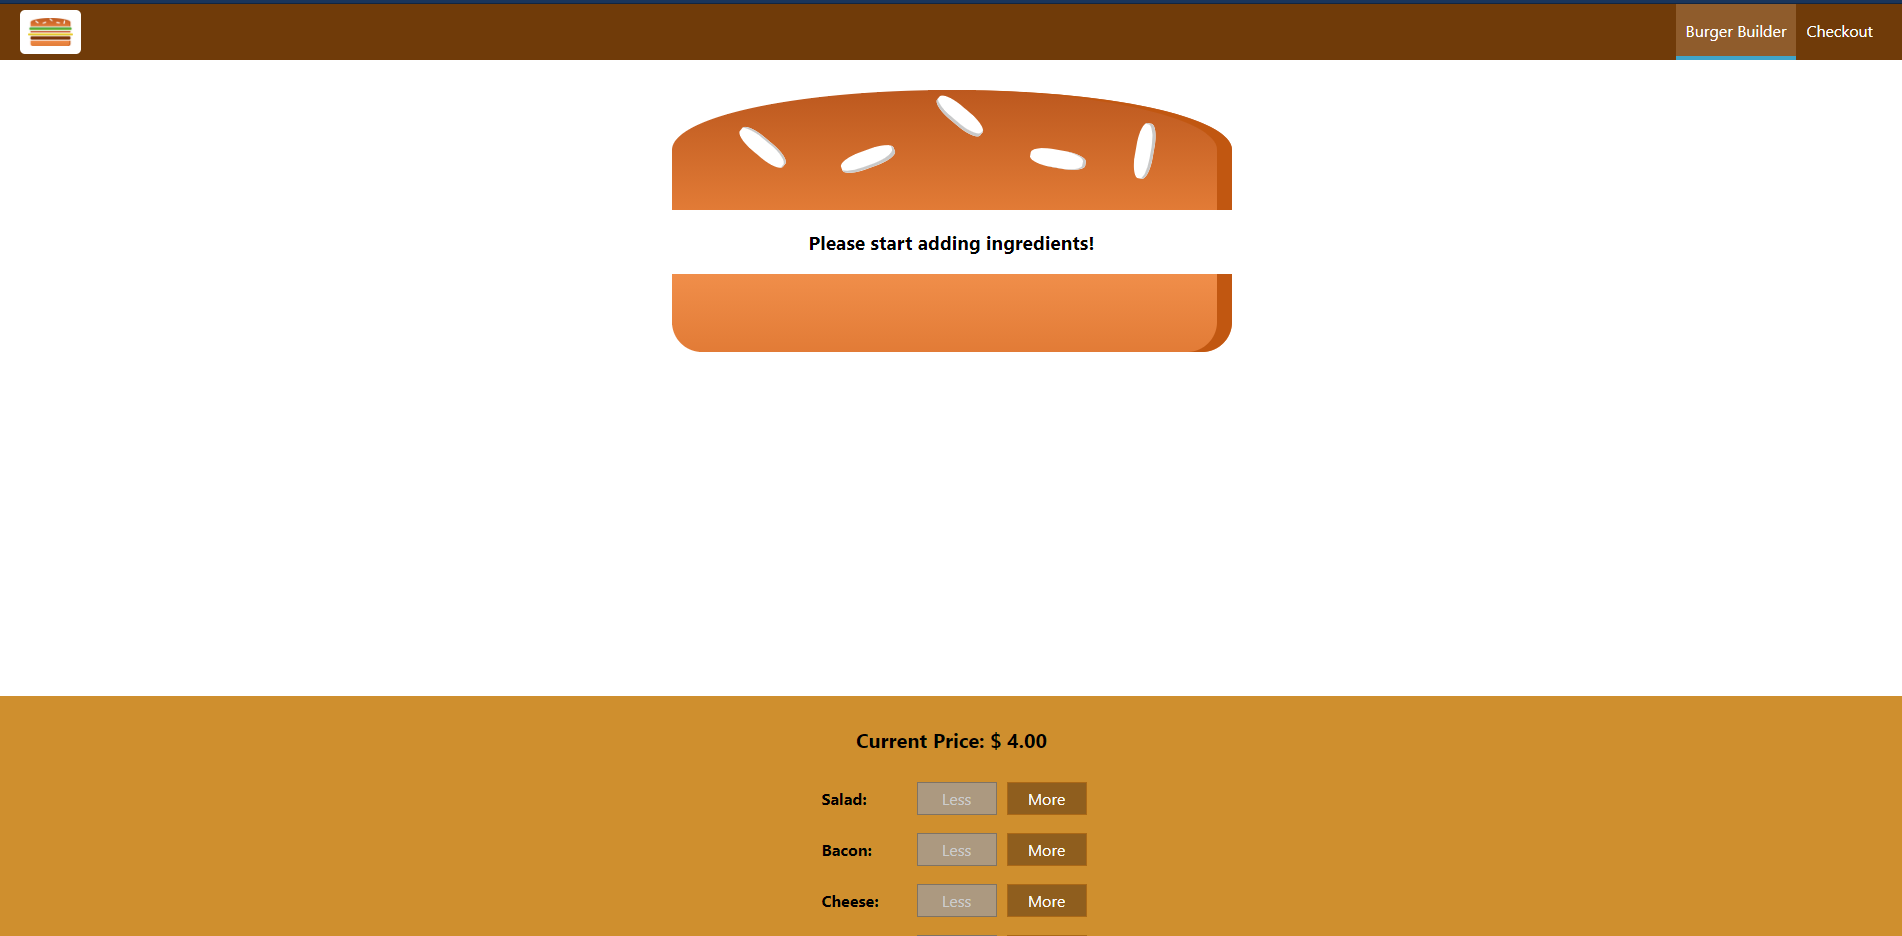 Burger Builder Checkout
Please start adding ingredients!
Current Price: $ 4.00
Salad: Less More
Bacon: Less More
Cheese: Less More